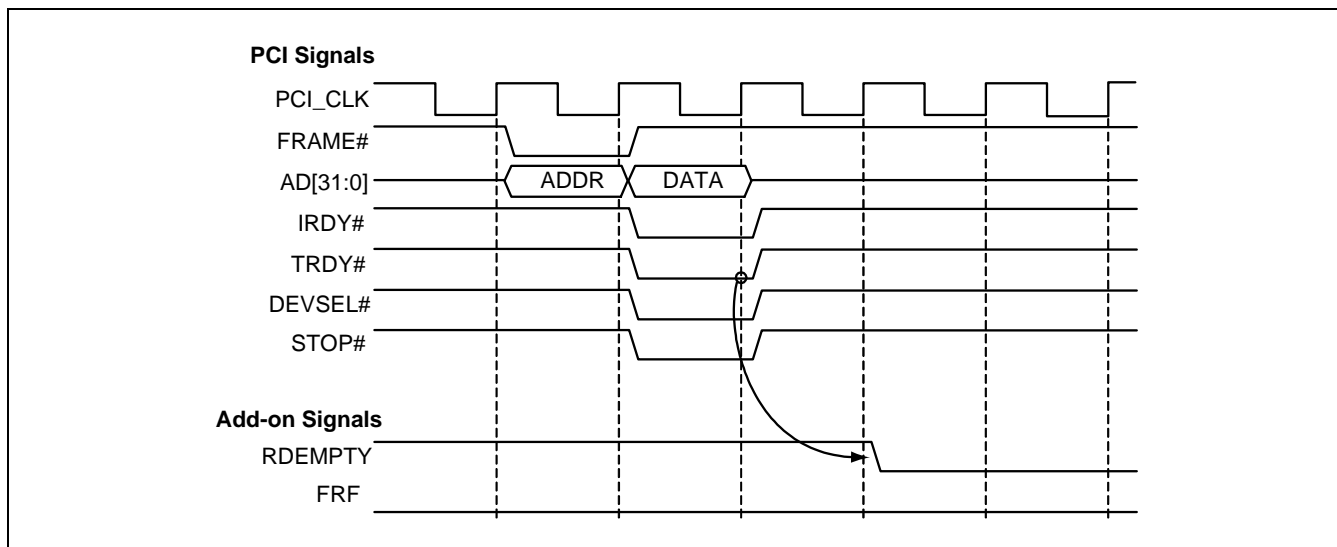 PCI Signals
PCI_CLK
FRAME#
AD[31:0]
ADDR
DATA
IRDY#
TRDY#
DEVSEL#
STOP#
Add-on Signals
RDEMPTY
FRF